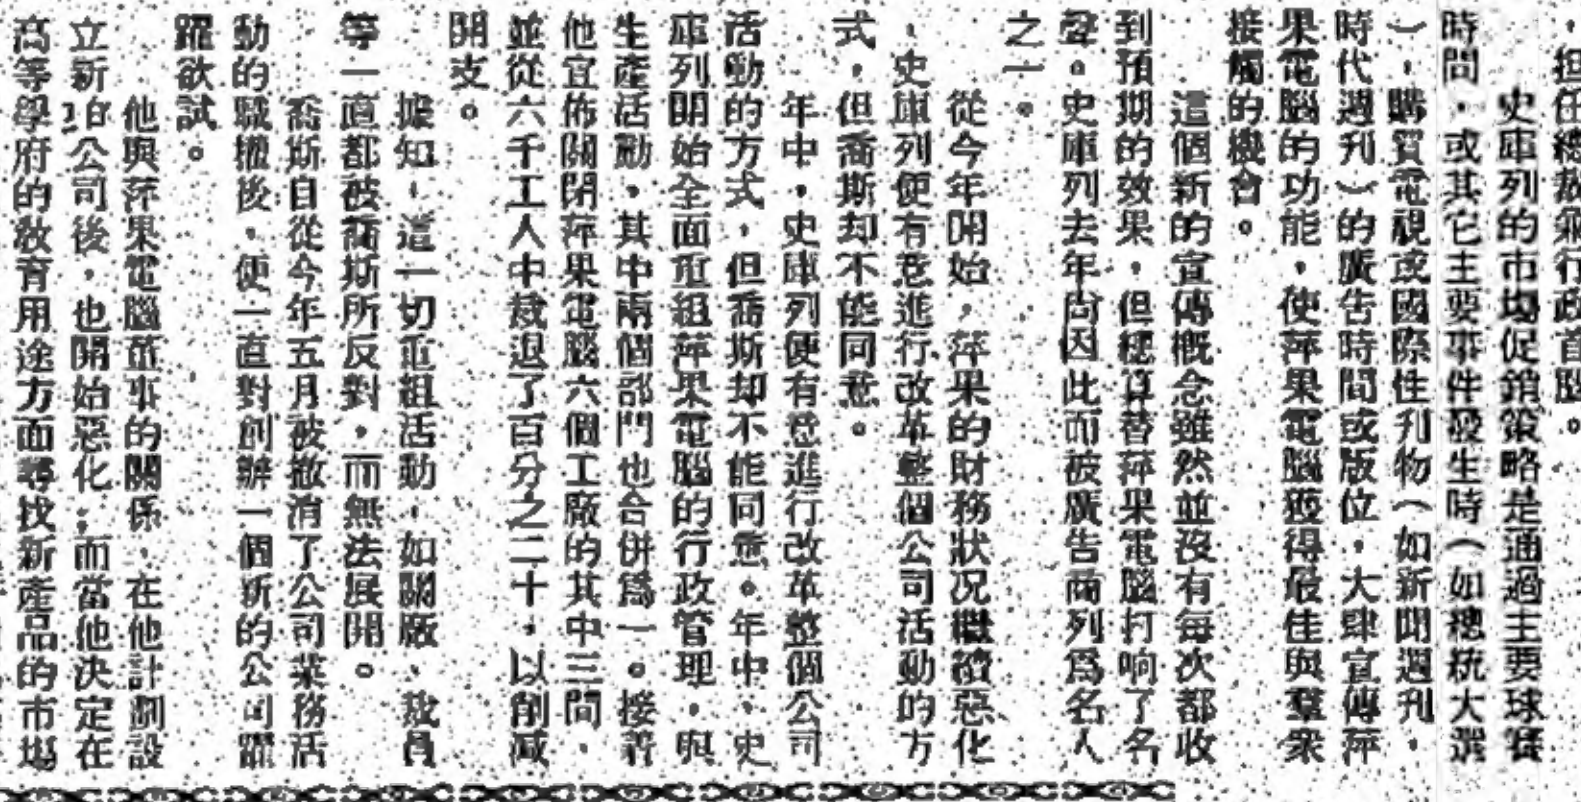 ，担任總裁兼行政首腦。
史庫列的市場促銷策略是通過主要球賽
時間，或其它主要事件發生時（如總統大選
），購買電視或國際性刊物（如新聞週刊，
時代週刊）的廣告時間或版位，大肆宣傳萍
果電腦的功能，使萍果電腦獲得最佳與羣衆
接觸的機會。
這個新的宣傳概念雖然並沒有每次都收
到預期的效果，但總算替萍果電腦打响了名
聲。史庫列去年尚因此而被廣告商列爲名人
之一。
從今年開始，萍果的財務狀况繼續惡化
，史庫列便有意進行改革整個公司活動的方
式，但喬斯却不能同意。
年中，史庫列便有意進行改革整個公司
活動的方式，但喬斯却不能同意。年中，史
庫列開始全面重組萍果電腦的行政管理，與
生產活動，其中兩個部門也合併爲一。接着
他宣佈關閉萍果電腦六個工廠的其中三間，
並從六千工人中裁退了百分之二十，以削减
開支。
據知，這一切重組活動，如關廠、裁員
等一直都被喬斯所反對，而無法展開。
喬斯自從今年五月被撤消了公司業務活
動的職權後，便一直對創辦一個新的公司躍
躍欲試。
他與萍果電腦董事的關係，在他計劃設
立新的公司後，也開始惡化；而當他決定在
高等學府的敎育用途方面尋找新產品的市場